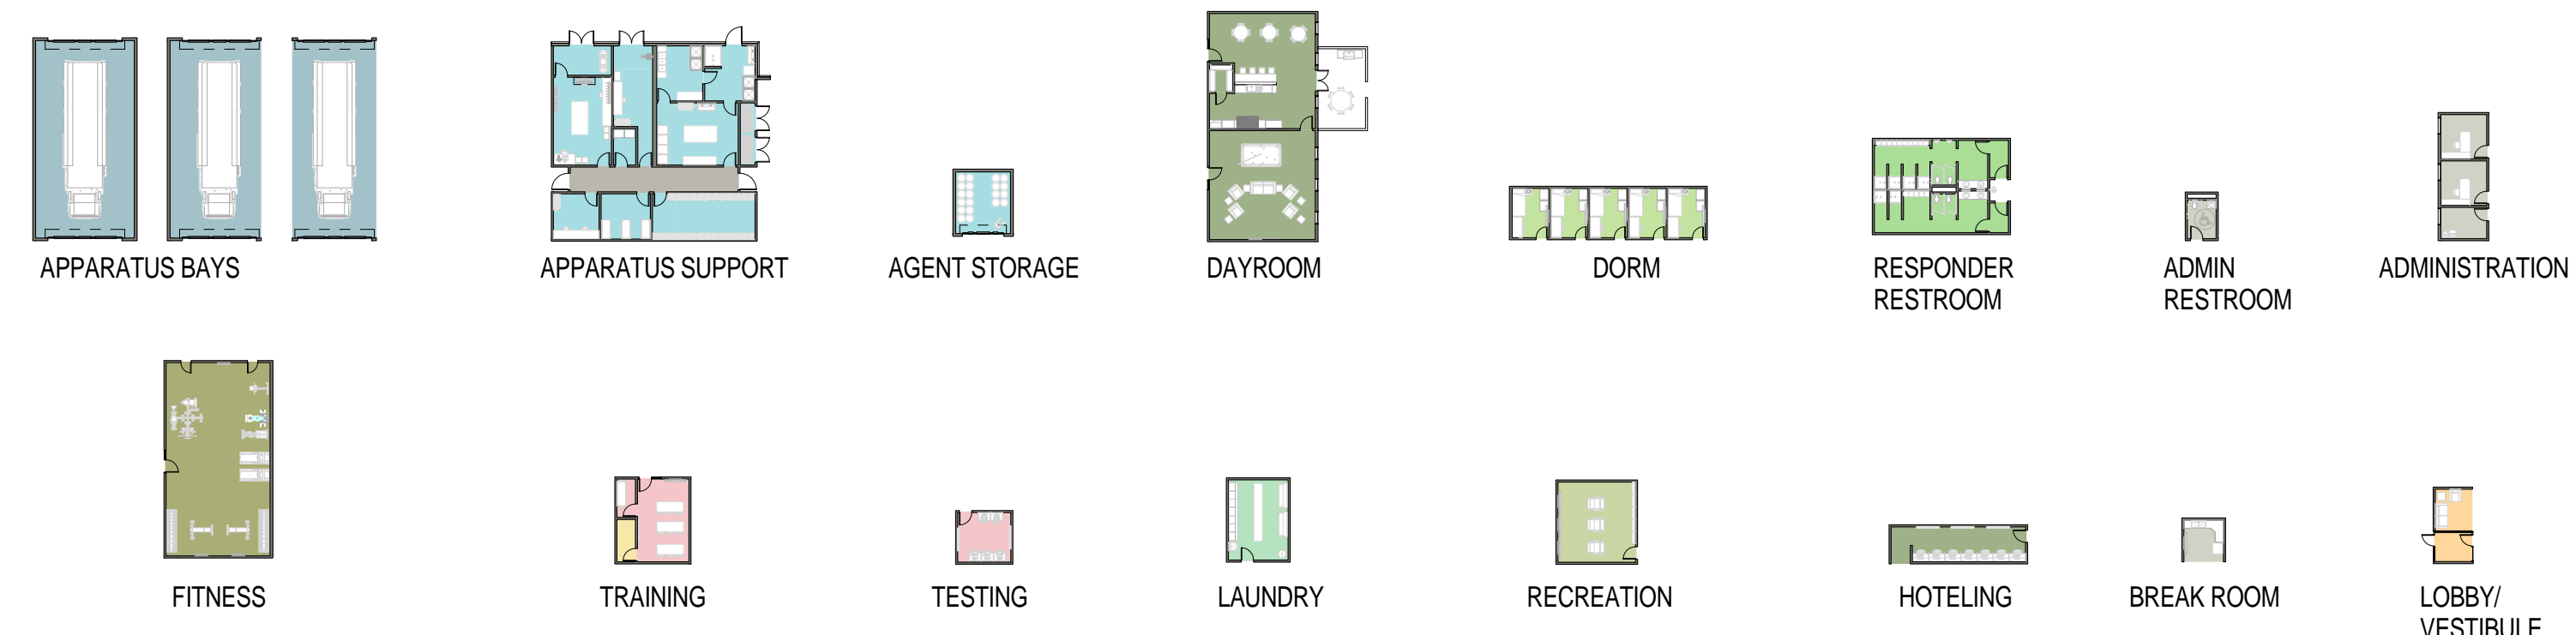 APPARATUS BAYS
APPARATUS SUPPORT
AGENT STORAGE
DAYROOM
DORM
RESPONDER
RESTROOM
ADMIN
RESTROOM
ADMINISTRATION
FITNESS
TRAINING
TESTING
LAUNDRY
RECREATION
HOTELING
BREAK ROOM
LOBBY/
VESTIBULE